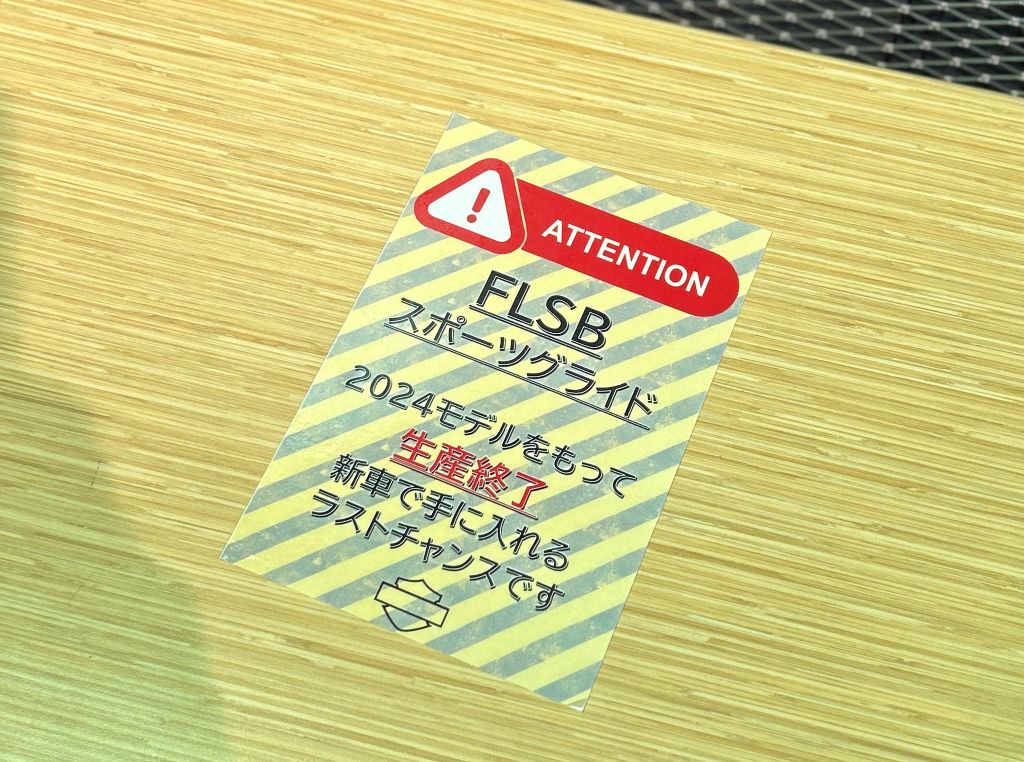 ATTENTION
FLSB
スポーツグライド
2024モデルをもって
生産終了
新車で手に入れる
ラストチャンスです